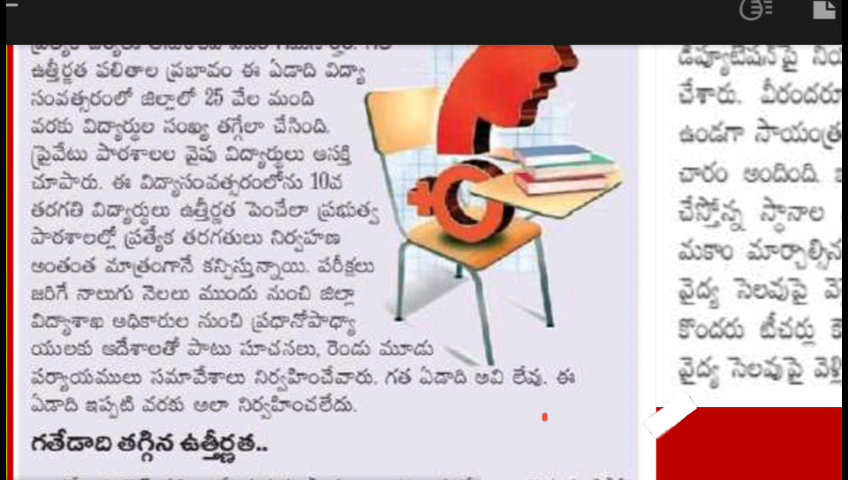 ఉత్తీర్ణత ఫలితాల ప్రభావం ఈ ఏడాది విద్యా
సంవత్సరంలో జిల్లాలో 25 వేల మంది
వరకు విద్యార్థుల సంఖ్య తగ్గేలా చేసింది.
ప్రైవేటు పాఠశాలల వైపు విద్యార్థులు ఆసక్తి
చూపారు. ఈ విద్యాసంవత్సరంలోను 10వ
తరగతి విద్యార్థులు ఉత్తీర్ణత పెంచేలా ప్రభుత్వ
పాఠశాలల్లో ప్రత్యేక తరగతులు నిర్వహణ
అంతంత మాత్రంగానే కన్పిస్తున్నాయి. పరీక్షలు
జరిగే నాలుగు నెలలు ముందు నుంచి జిల్లా
విద్యాశాఖ అధికారుల నుంచి ప్రధానోపాధ్యా
యులకు ఆదేశాలతో పాటు సూచనలు, రెండు మూడు
పర్యాయములు సమావేశాలు నిర్వహించేవారు. గత ఏడాది అవి లేవు. ఈ
ఏడాది ఇప్పటి వరకు అలా నిర్వహించలేదు.
గతేడాది తగ్గిన ఉత్తీర్ణత..
డిప్యూటేషన్‌పై
చేశారు. వీరందరూ
ఉండగా సాయంత్ర
చారం అందింది.
చేస్తోన్న స్థానాల
మకాం మార్చాల్సిన
వైద్య సెలవుపై
కొందరు టీచర్లు
వైద్య సెలవుపై వెళ్లి